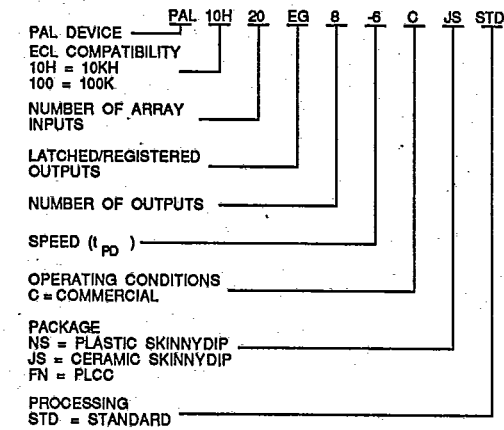 PAL 10H 20 EG 8 -6 C JS STD
PAL DEVICE
ECL COMPATIBILITY
10H = 10KH
100 = 100K
NUMBER OF ARRAY
INPUTS
LATCHED/REGISTERED
OUTPUTS
NUMBER OF OUTPUTS
SPEED (t PD )
OPERATING CONDITIONS
C = COMMERCIAL
PACKAGE
NS = PLASTIC SKINNYDIP
JS = CERAMIC SKINNYDIP
FN = PLCC
PROCESSING
STD = STANDARD